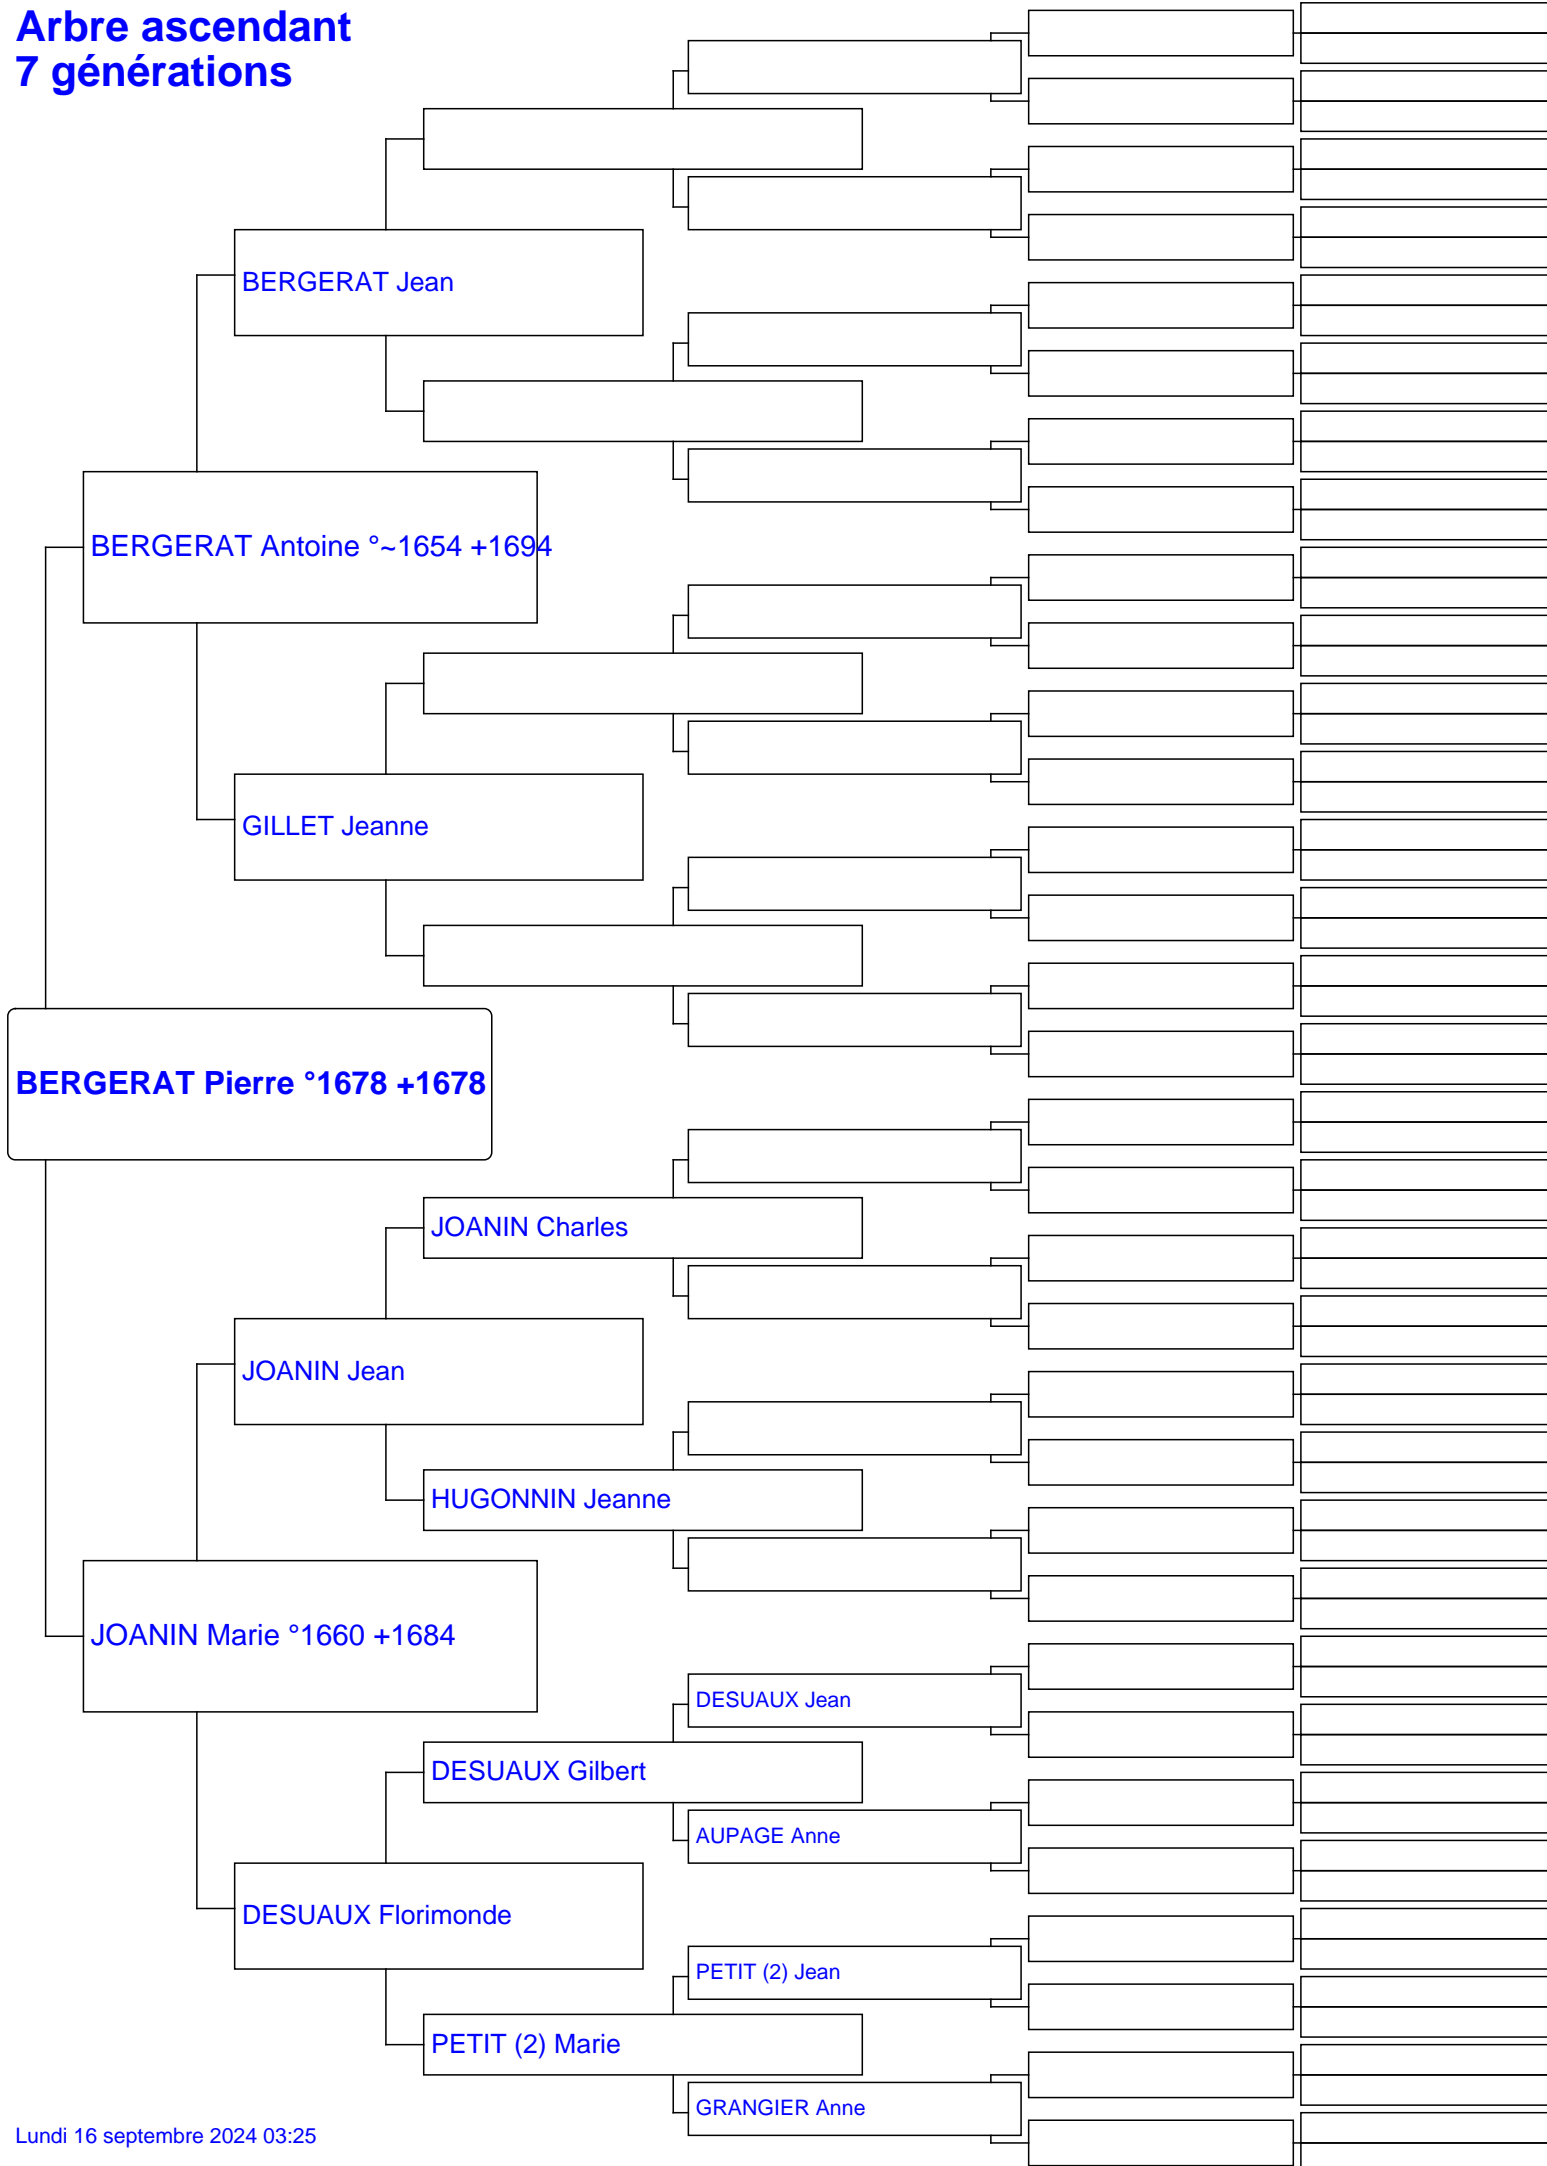 Arbre ascendant
7 générations
BERGERAT Jean
BERGERAT Antoine °~1654 +1694
GILLET Jeanne
BERGERAT Pierre °1678 +1678
JOANIN Charles
JOANIN Jean
HUGONNIN Jeanne
JOANIN Marie °1660 +1684
DESUAUX Jean
DESUAUX Gilbert
AUPAGE Anne
DESUAUX Florimonde
PETIT (2) Jean
PETIT (2) Marie
GRANGIER Anne
Lundi 16 septembre 2024 03:25